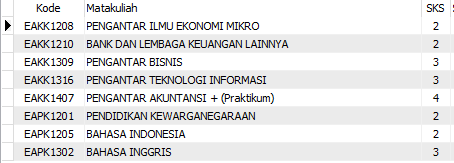 Kode Matakuliah SKS
EAKK1208 PENGANTAR ILMU EKONOMI MIKRO 2
EAKK1210 BANK DAN LEMBAGA KEUANGAN LAINNYA 2
EAKK1309 PENGANTAR BISNIS 3
EAKK1316 PENGANTAR TEKNOLOGI INFORMASI 3
EAKK1407 PENGANTAR AKUNTANSI + (Praktikum) 4
EAPK1201 PENDIDIKAN KEWARGANEGARAAN 2
EAPK1205 BAHASA INDONESIA 2
EAPK1302 BAHASA INGGRIS 3